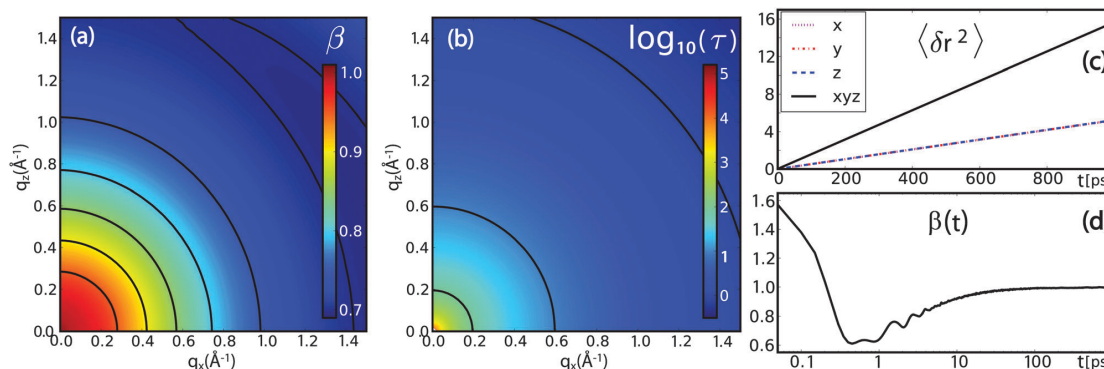 (a)
β
1.4
1.2
1.0
0.8
0.6
0.4
0.2
0.0
q_z(Å⁻¹)
1.0
0.9
0.8
0.7
0.0 0.2 0.4 0.6 0.8 1.0 1.2 1.4
q_x(Å⁻¹)
(b)
log₁₀(τ)
1.4
1.2
1.0
0.8
0.6
0.4
0.2
0.0
q_z(Å⁻¹)
5
4
3
2
1
0
0.0 0.2 0.4 0.6 0.8 1.0 1.2 1.4
q_x(Å⁻¹)
16
12
8
4
0
x
y
z
xyz
⟨δr²⟩
(c)
0 200 400 600 800 t[ps
1.6
1.4
1.2
1.0
0.8
0.6
β(t)
(d)
0.1 1 10 100 t[ps